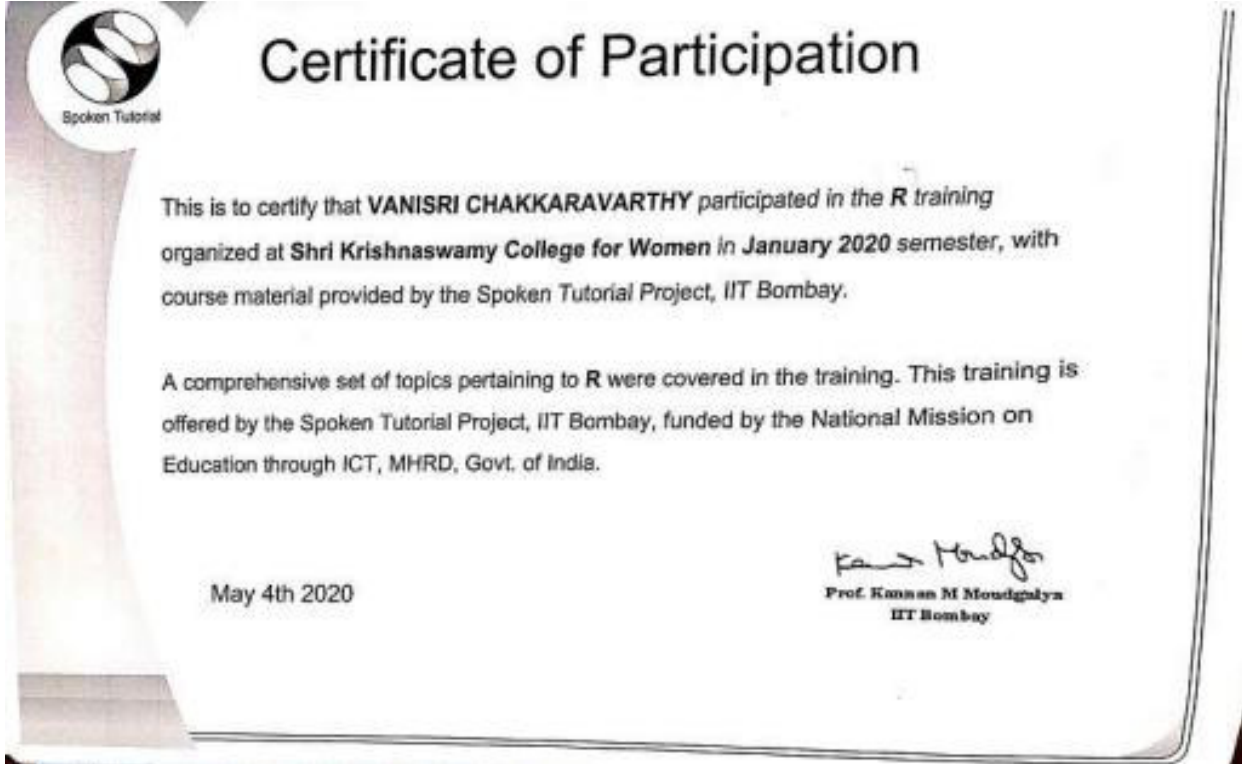 Certificate of Participation
Spoken Tutorial
This is to certify that VANISRI CHAKKARAVARTHY participated in the R training
organized at Shri Krishnaswamy College for Women in January 2020 semester, with
course material provided by the Spoken Tutorial Project, IIT Bombay.
A comprehensive set of topics pertaining to R were covered in the training. This training is
offered by the Spoken Tutorial Project, IIT Bombay, funded by the National Mission on
Education through ICT, MHRD, Govt. of India.
May 4th 2020
Prof. Kannan M Moudgalya
IIT Bombay